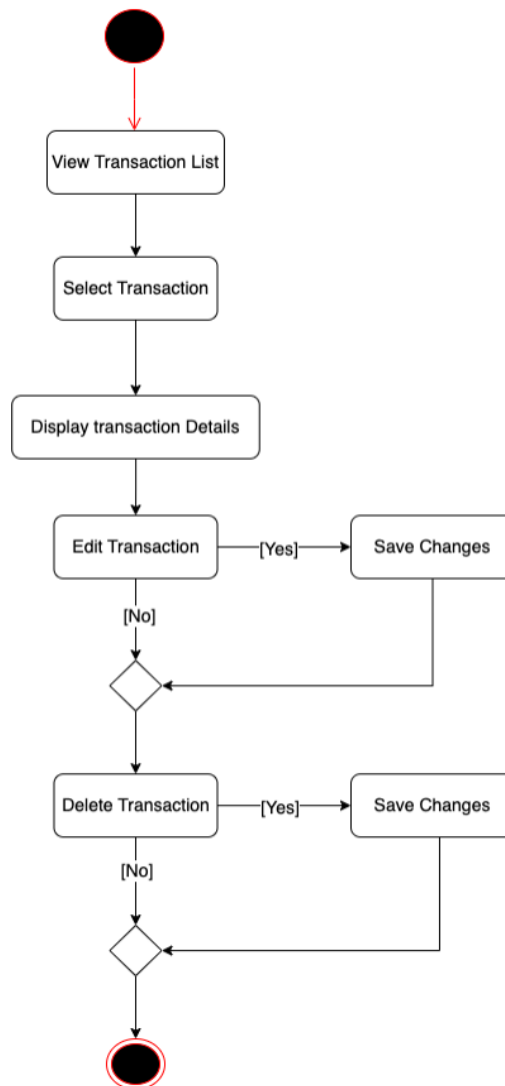 View Transaction List
Select Transaction
Display transaction Details
Edit Transaction
[Yes]
Save Changes
[No]
Delete Transaction
[Yes]
Save Changes
[No]